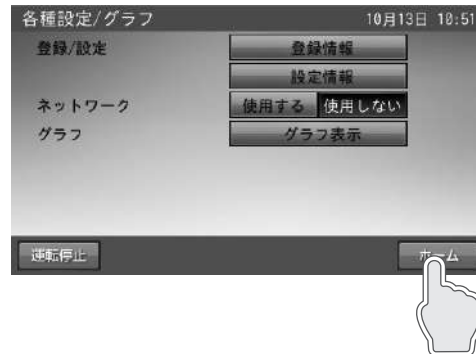 各種設定/グラフ 10月13日 10:51
登録/設定 登録情報
設定情報
ネットワーク 使用する 使用しない
グラフ グラフ表示
運転停止 ホーム